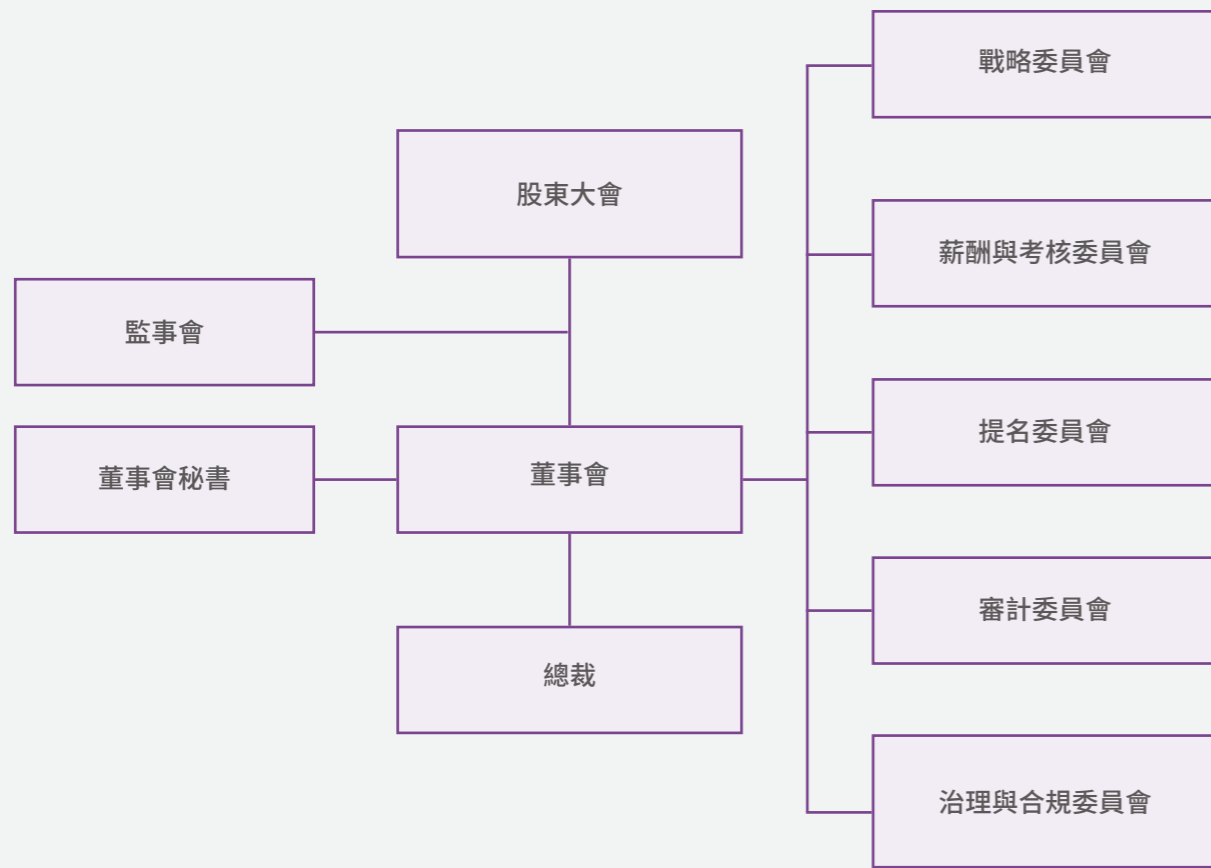 戰略委員會
股東大會
薪酬與考核委員會
監事會
提名委員會
董事會秘書
董事會
審計委員會
總裁
治理與合規委員會